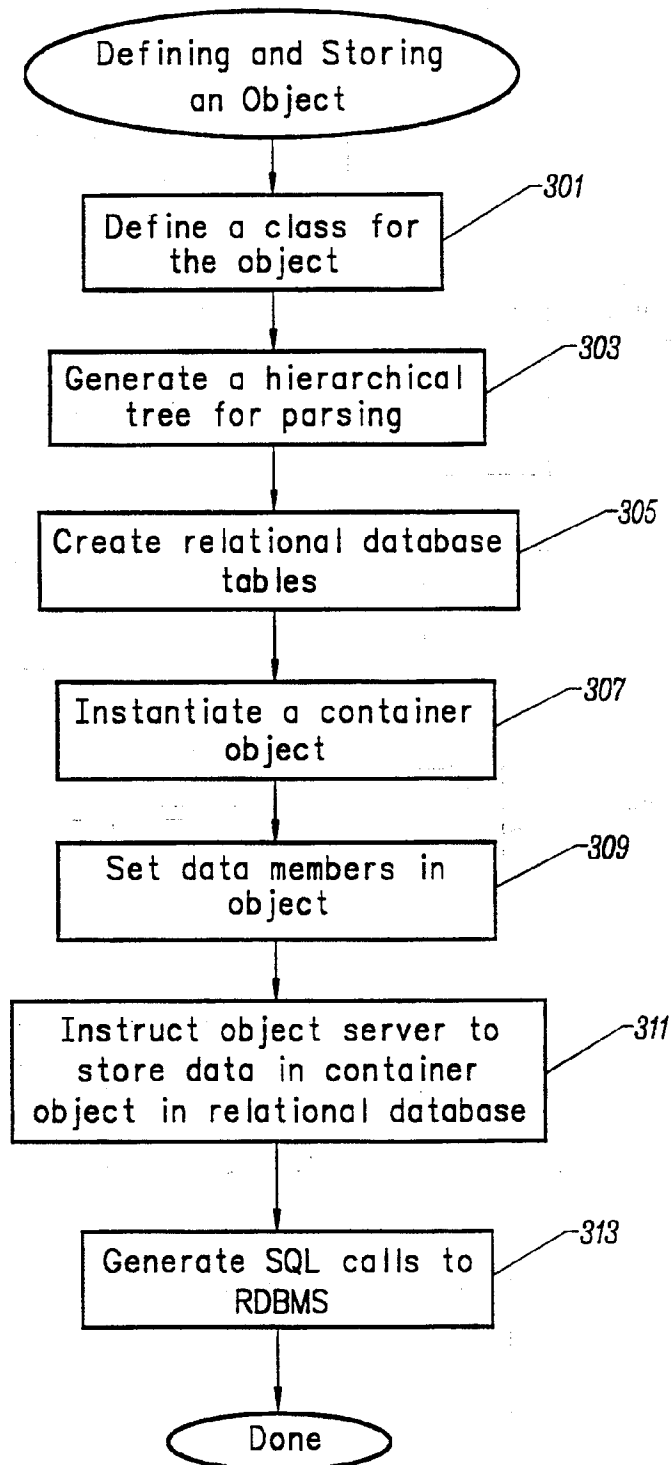 Defining and Storing
an Object
301
Define a class for
the object
303
Generate a hierarchical
tree for parsing
305
Create relational database
tables
307
Instantiate a container
object
309
Set data members in
object
311
Instruct object server to
store data in container
object in relational database
313
Generate SQL calls to
RDBMS
Done